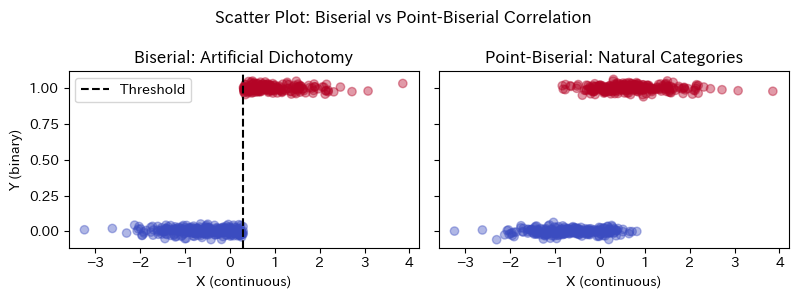 Scatter Plot: Biserial vs Point-Biserial Correlation
Biserial: Artificial Dichotomy
Point-Biserial: Natural Categories
Threshold
Y (binary)
1.00
0.75
0.50
0.25
0.00
−3 −2 −1 0 1 2 3 4
−3 −2 −1 0 1 2 3 4
X (continuous)
X (continuous)